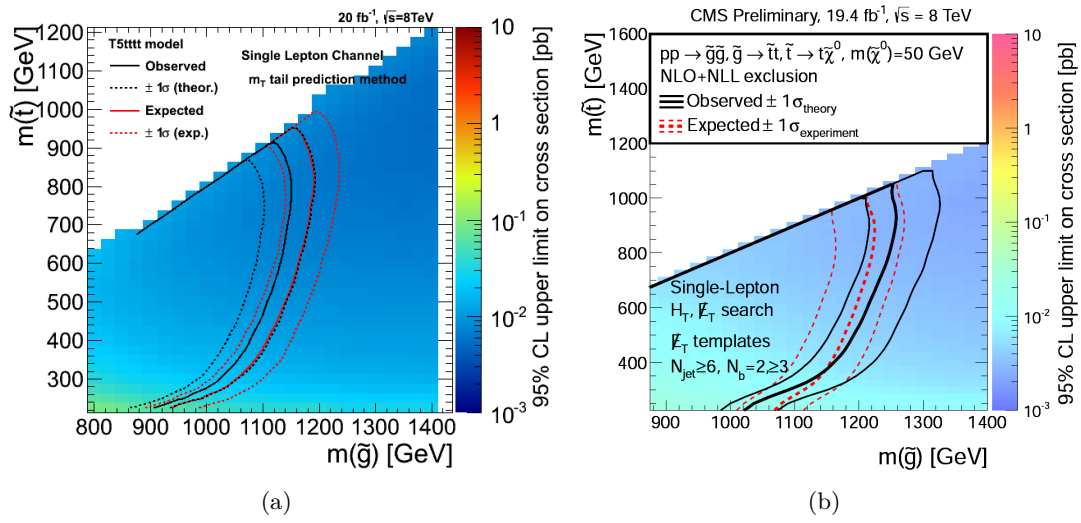 20 fb⁻¹, √s=8TeV
T5tttt model
Observed
± 1σ (theor.)
Expected
± 1σ (exp.)
Single Lepton Channel
m_T tail prediction method
m(t̃) [GeV]
1200
1100
1000
900
800
700
600
500
400
300
800 900 1000 1100 1200 1300 1400
m(g̃) [GeV]
10
1
10⁻¹
10⁻²
10⁻³
95% CL upper limit on cross section [pb]
(a)
CMS Preliminary, 19.4 fb⁻¹, √s = 8 TeV
pp → g̃g̃, g̃ → t̃t, t̃ → tχ̃⁰, m(χ̃⁰)=50 GeV
NLO+NLL exclusion
Observed ± 1σ_theory
Expected ± 1σ_experiment
Single-Lepton
H_T, E̸_T search
E̸_T templates
N_jet≥6, N_b=2,≥3
m(t̃) [GeV]
1600
1400
1200
1000
800
600
400
900 1000 1100 1200 1300 1400
m(g̃) [GeV]
10
1
10⁻¹
10⁻²
10⁻³
95% CL upper limit on cross section [pb]
(b)